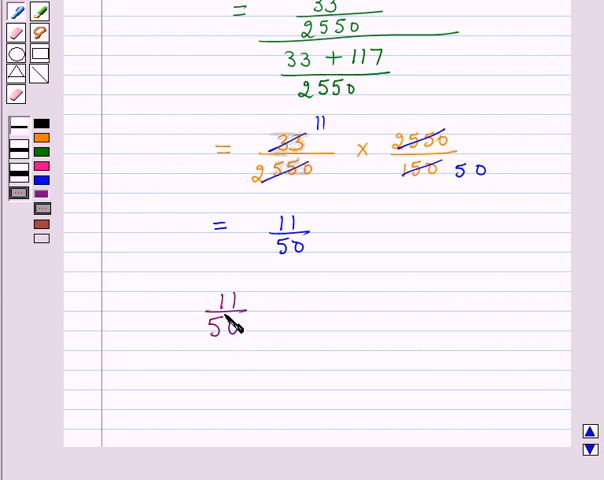 = 33/2550
33 + 117/2550
= 33/2550 × 2550/150 11 50
= 11/50
11/50